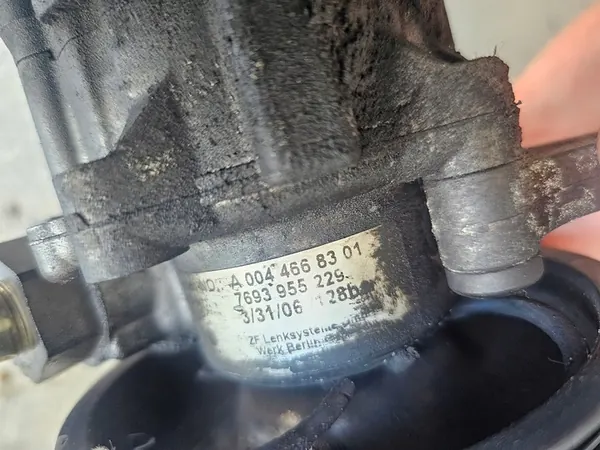 A 004 466 83 01
7693 955 229
3/31/06 128b
ZF Lenksysteme
Werk Berlin